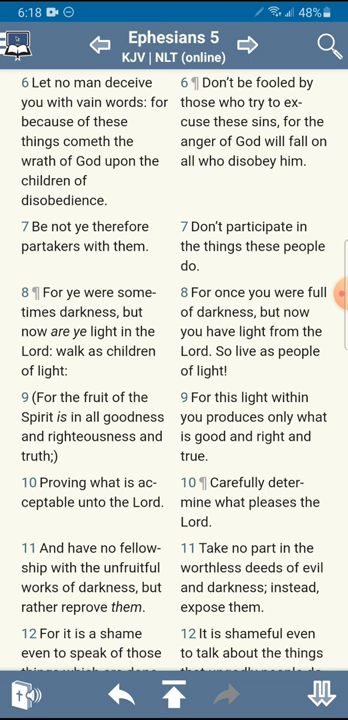 6:18
48%
Ephesians 5
KJV | NLT (online)
6 Let no man deceive
you with vain words: for
because of these
things cometh the
wrath of God upon the
children of
disobedience.
6 ¶ Don't be fooled by
those who try to ex-
cuse these sins, for the
anger of God will fall on
all who disobey him.
7 Be not ye therefore
partakers with them.
7 Don't participate in
the things these people
do.
8 ¶ For ye were some-
times darkness, but
now are ye light in the
Lord: walk as children
of light:
8 For once you were full
of darkness, but now
you have light from the
Lord. So live as people
of light!
9 (For the fruit of the
Spirit is in all goodness
and righteousness and
truth;)
9 For this light within
you produces only what
is good and right and
true.
10 Proving what is ac-
ceptable unto the Lord.
10 ¶ Carefully deter-
mine what pleases the
Lord.
11 And have no fellow-
ship with the unfruitful
works of darkness, but
rather reprove them.
11 Take no part in the
worthless deeds of evil
and darkness; instead,
expose them.
12 For it is a shame
even to speak of those
things which are done
12 It is shameful even
to talk about the things
that ungodly people do